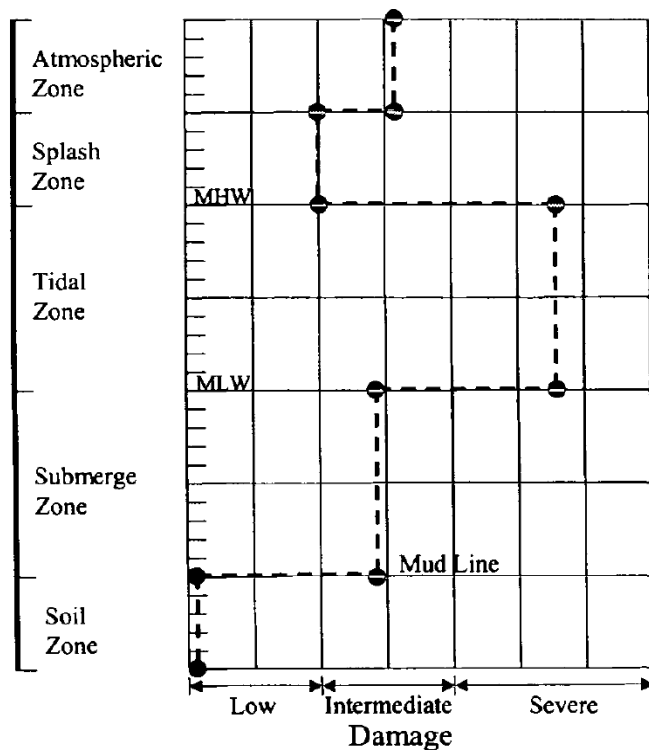 Atmospheric
Zone
Splash
Zone
MHW
Tidal
Zone
MLW
Submerge
Zone
Mud Line
Soil
Zone
Low
Intermediate
Severe
Damage